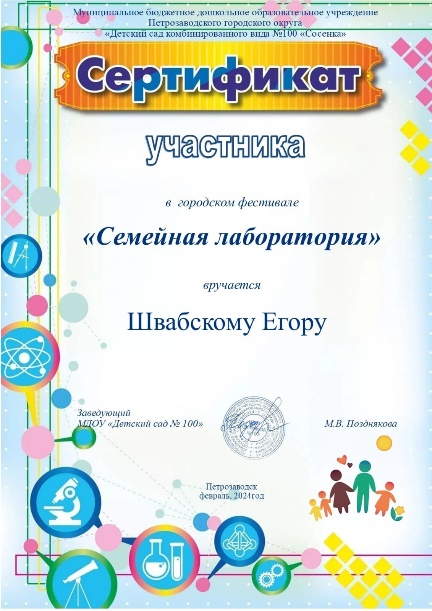 Муниципальное бюджетное дошкольное образовательное учреждение
Петрозаводского городского округа
«Детский сад комбинированного вида №100 «Сосенка»
Сертификат
участника
в городском фестивале
«Семейная лаборатория»
вручается
Швабскому Егору
Заведующий
МДОУ «Детский сад № 100» М.В. Позднякова
Петрозаводск
февраль, 2024год